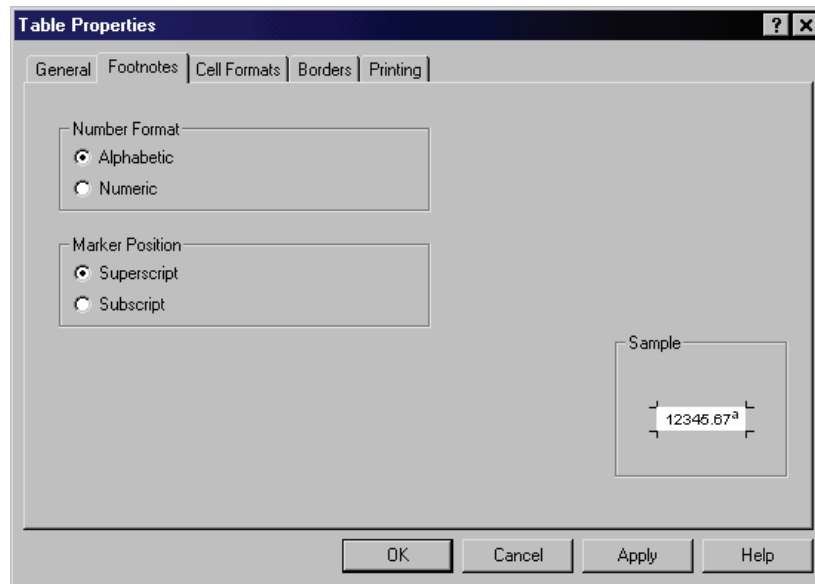 Table Properties
General Footnotes Cell Formats Borders Printing
Number Format
Alphabetic
Numeric
Marker Position
Superscript
Subscript
Sample
12345.67ᵃ
OK Cancel Apply Help